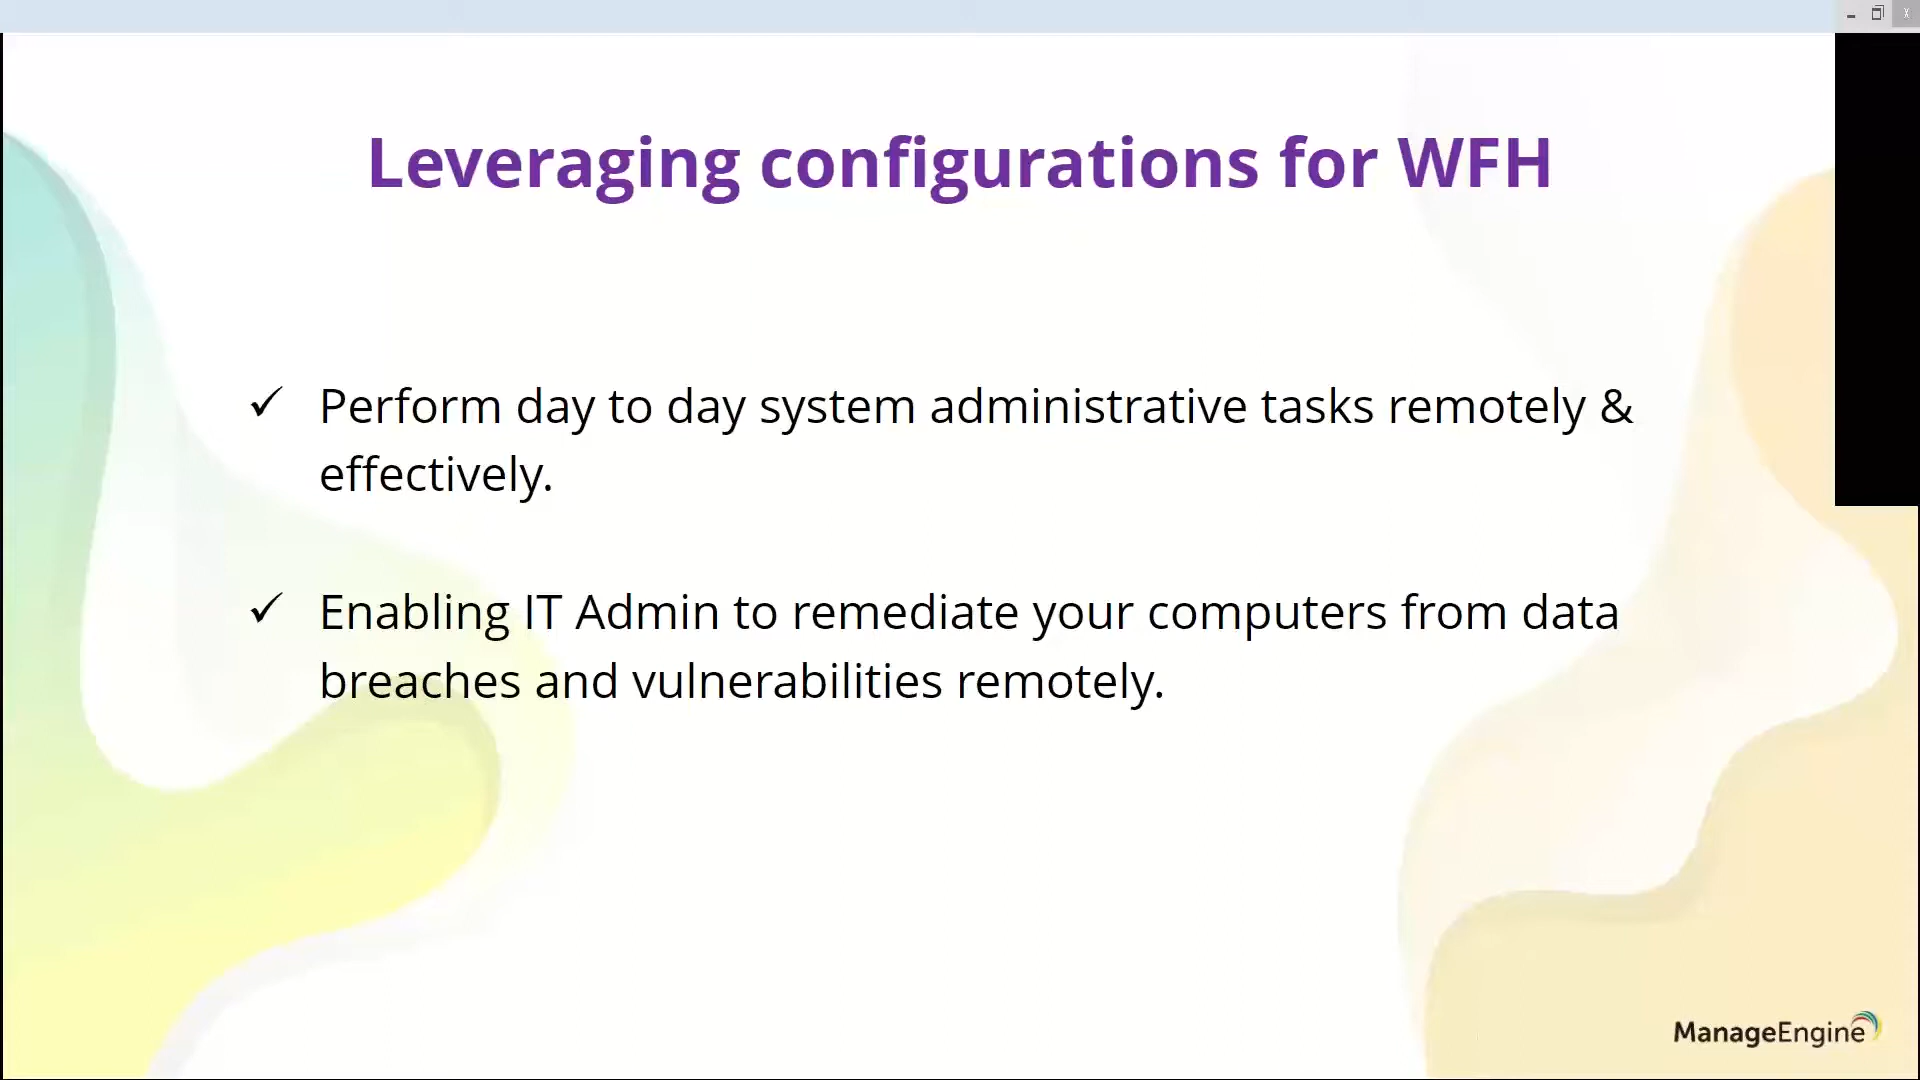 Leveraging configurations for WFH
✓ Perform day to day system administrative tasks remotely &
effectively.
✓ Enabling IT Admin to remediate your computers from data
breaches and vulnerabilities remotely.
ManageEngine